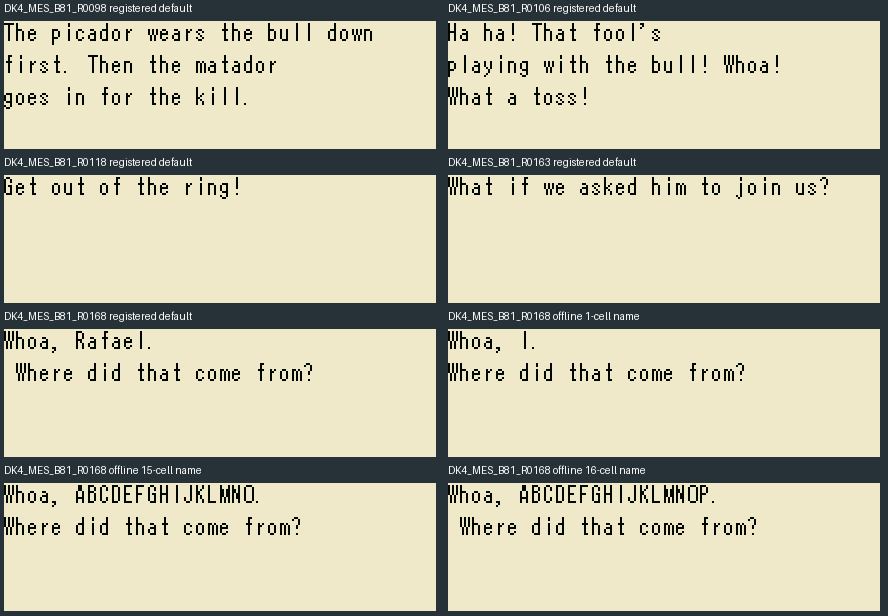 DK4_MES_B81_R0098 registered default
The picador wears the bull down
first. Then the matador
goes in for the kill.
DK4_MES_B81_R0106 registered default
Ha ha! That fool's
playing with the bull! Whoa!
What a toss!
DK4_MES_B81_R0118 registered default
Get out of the ring!
DK4_MES_B81_R0163 registered default
What if we asked him to join us?
DK4_MES_B81_R0168 registered default
Whoa, Rafael.
Where did that come from?
DK4_MES_B81_R0168 offline 1-cell name
Whoa, I.
Where did that come from?
DK4_MES_B81_R0168 offline 15-cell name
Whoa, ABCDEFGHIJKLMNO.
Where did that come from?
DK4_MES_B81_R0168 offline 16-cell name
Whoa, ABCDEFGHIJKLMNOP.
Where did that come from?